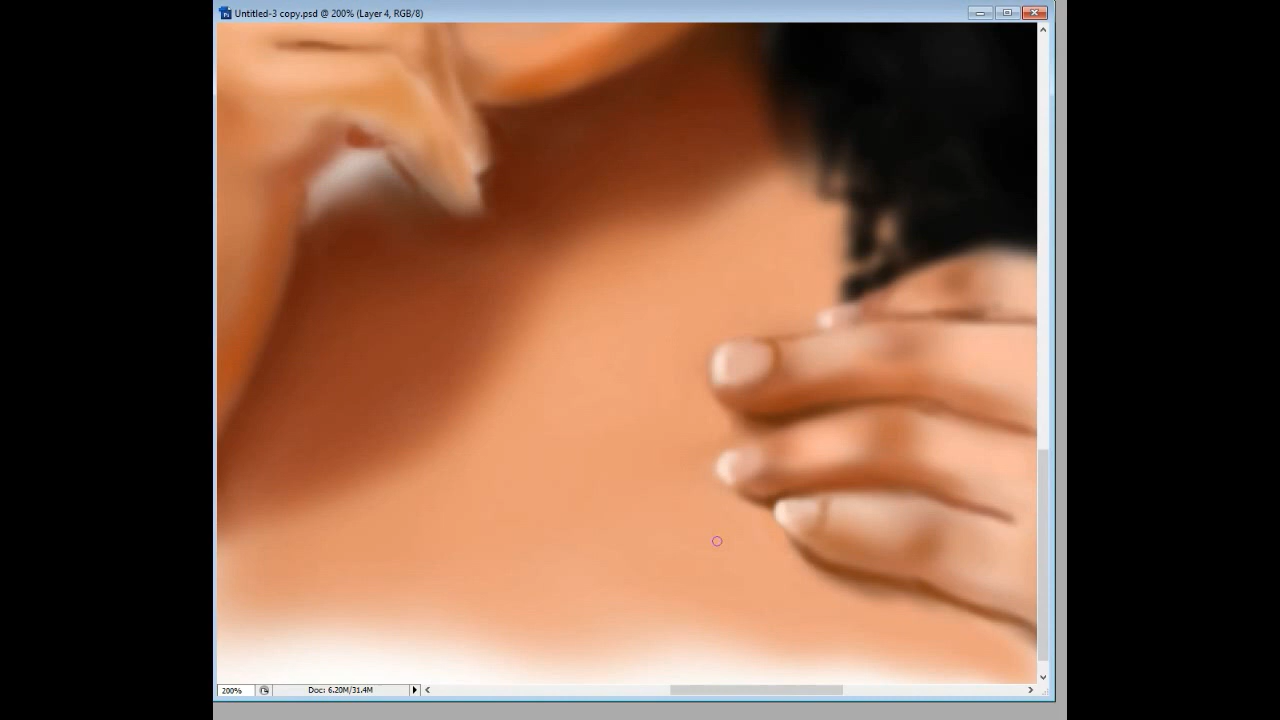 Untitled-3 copy.psd @ 200% (Layer 4, RGB/8)
200% Doc: 6.20M/31.4M